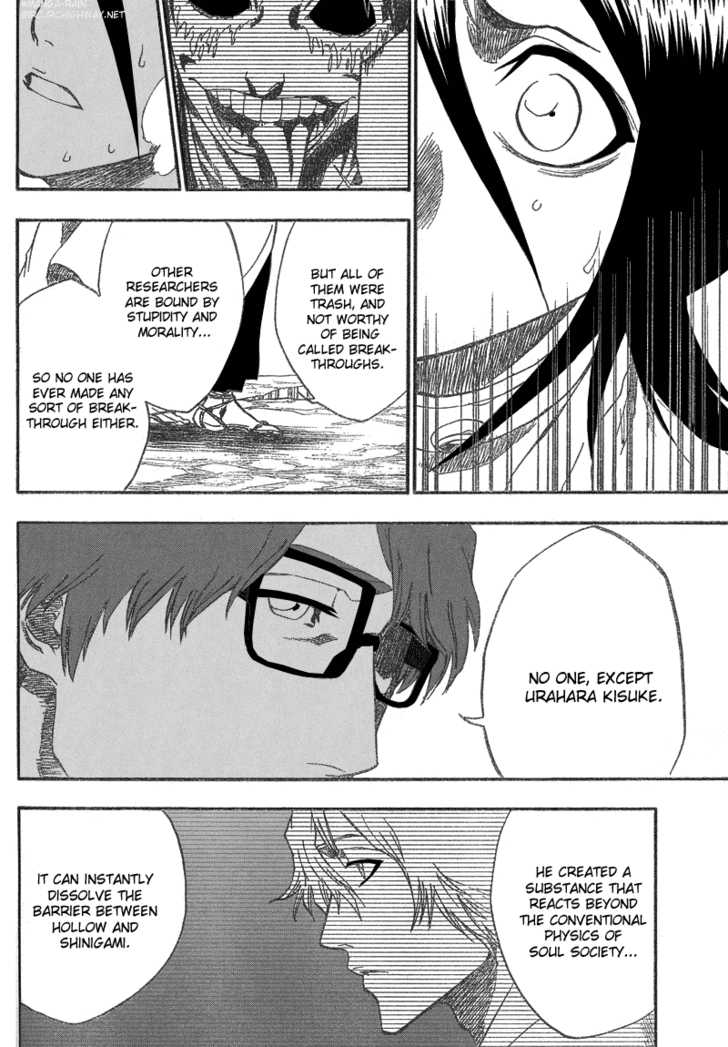 MANGA-RAIN
BUT ALL OF
THEM WERE
TRASH, AND
NOT WORTHY
OF BEING
CALLED BREAK-
THROUGHS.
OTHER
RESEARCHERS
ARE BOUND BY
STUPIDITY AND
MORALITY...
SO NO ONE HAS
EVER MADE ANY
SORT OF BREAK-
THROUGH EITHER.
NO ONE, EXCEPT
URAHARA KISUKE.
HE CREATED A
SUBSTANCE THAT
REACTS BEYOND
THE CONVENTIONAL
PHYSICS OF
SOUL SOCIETY...
IT CAN INSTANTLY
DISSOLVE THE
BARRIER BETWEEN
HOLLOW AND
SHINIGAMI.